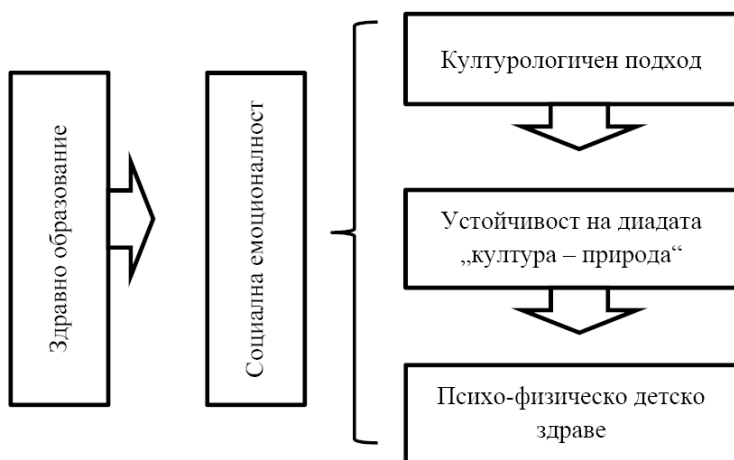 Здравно образование
Социална емоционалност
Културологичен подход
Устойчивост на диадата
„култура – природа“
Психо-физическо детско
здраве